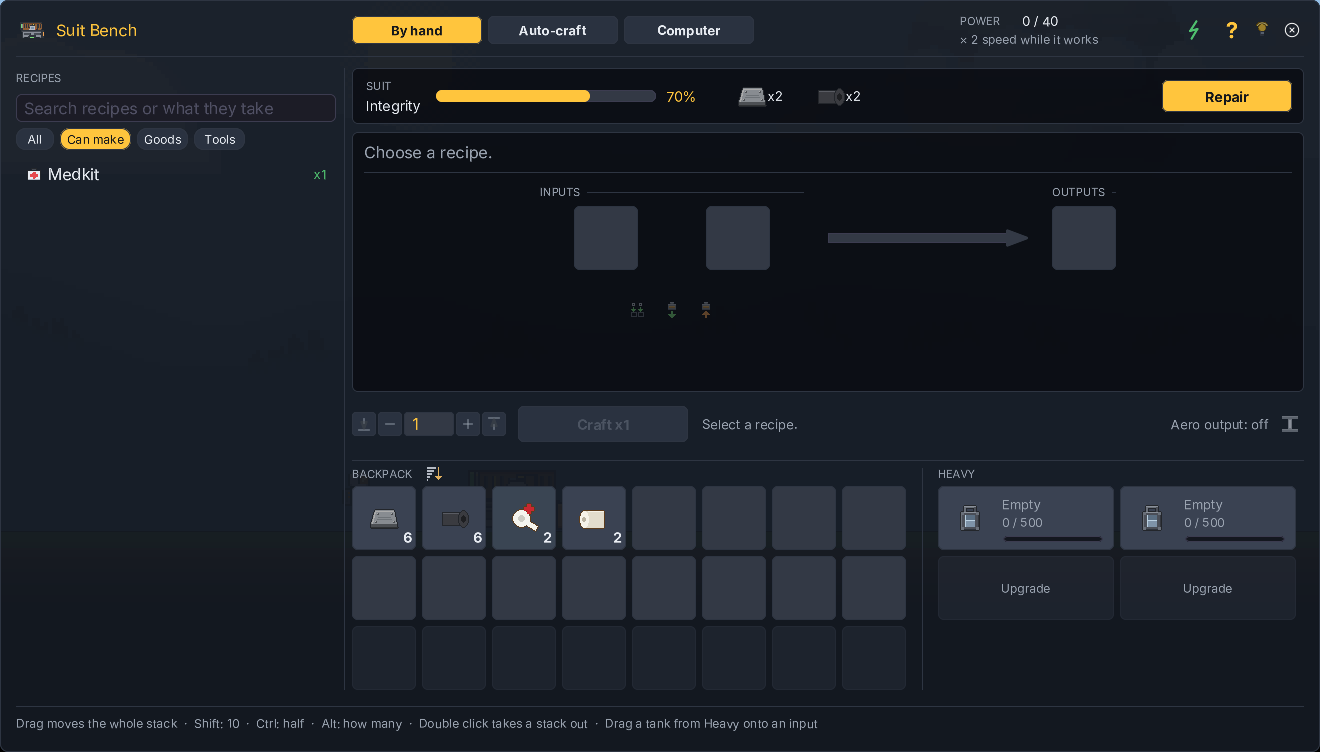 Suit Bench
By hand
Auto-craft
Computer
POWER 0 / 40
× 2 speed while it works
?
RECIPES
Search recipes or what they take
All
Can make
Goods
Tools
Medkit x1
SUIT
Integrity
70%
x2
x2
Repair
Choose a recipe.
INPUTS
OUTPUTS
1
Craft x1
Select a recipe.
Aero output: off
BACKPACK
6
6
2
2
HEAVY
Empty
0 / 500
Empty
0 / 500
Upgrade
Upgrade
Drag moves the whole stack · Shift: 10 · Ctrl: half · Alt: how many · Double click takes a stack out · Drag a tank from Heavy onto an input